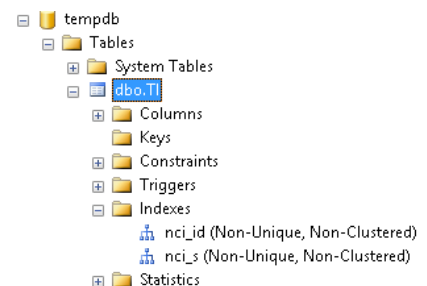 tempdb
Tables
System Tables
dbo.TI
Columns
Keys
Constraints
Triggers
Indexes
nci_id (Non-Unique, Non-Clustered)
nci_s (Non-Unique, Non-Clustered)
Statistics